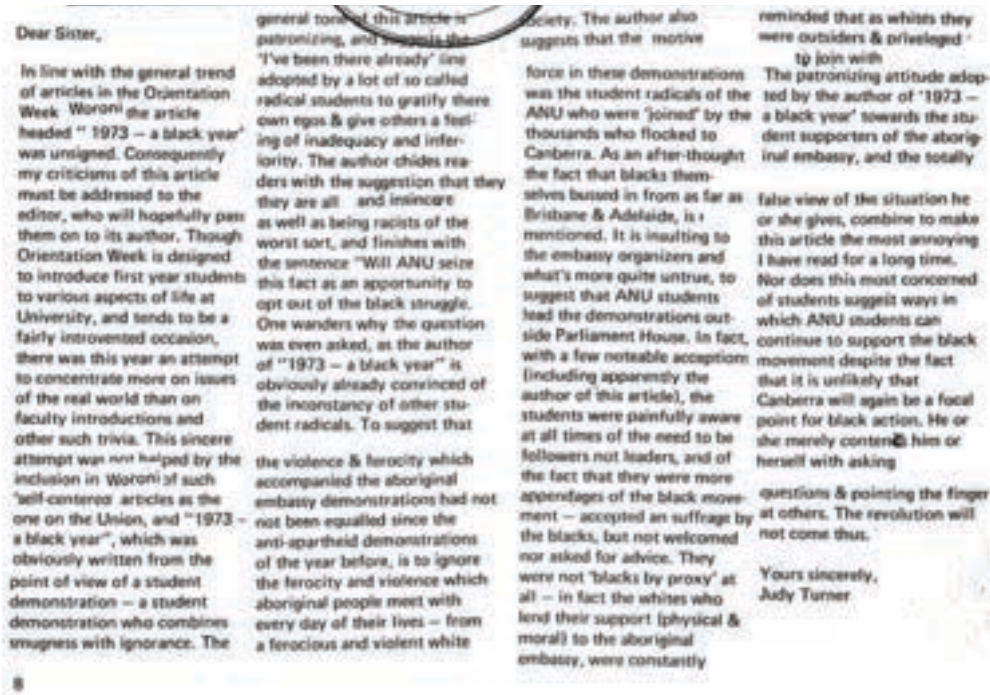 Dear Sister,
In line with the general trend
of articles in the Orientation
Week Woroni the article
headed " 1973 — a black year"
was unsigned. Consequently
my criticisms of this article
must be addressed to the
editor, who will hopefully pass
them on to its author. Though
Orientation Week is designed
to introduce first year students
to various aspects of life at
University, and tends to be a
fairly introverted occasion,
there was this year an attempt
to concentrate more on issues
of the real world than on
faculty introductions and
other such trivia. This sincere
attempt was not helped by the
inclusion in Woroni of such
'self-centered' articles as the
one on the Union, and "1973 –
a black year", which was
obviously written from the
point of view of a student
demonstration — a student
demonstration who combines
smugness with ignorance. The
general tone of this article is
patronizing, and suggests the
'I've been there already' line
adopted by a lot of so called
radical students to gratify there
own egos & give others a feel-
ing of inadequacy and infer-
iority. The author chides rea-
ders with the suggestion that they
they are all and insincere
as well as being racists of the
worst sort, and finishes with
the sentence "Will ANU seize
this fact as an opportunity to
opt out of the black struggle.
One wanders why the question
was even asked, as the author
of "1973 — a black year" is
obviously already convinced of
the inconstancy of other stu-
dent radicals. To suggest that
the violence & ferocity which
accompanied the aboriginal
embassy demonstrations had not
not been equalled since the
anti-apartheid demonstrations
of the year before, is to ignore
the ferocity and violence which
aboriginal people meet with
every day of their lives — from
a ferocious and violent white
society. The author also
suggests that the motive
force in these demonstrations
was the student radicals of the
ANU who were 'joined' by the
thousands who flocked to
Canberra. As an after-thought
the fact that blacks them-
selves bussed in from as far as
Brisbane & Adelaide, is
mentioned. It is insulting to
the embassy organizers and
what's more quite untrue, to
suggest that ANU students
lead the demonstrations out-
side Parliament House. In fact,
with a few noteable acceptions
(including apparently the
author of this article), the
students were painfully aware
at all times of the need to be
followers not leaders, and of
the fact that they were more
appendages of the black move-
ment — accepted an suffrage by
the blacks, but not welcomed
nor asked for advice. They
were not 'blacks by proxy' at
all — in fact the whites who
lend their support (physical &
moral) to the aboriginal
embassy, were constantly
reminded that as whites they
were outsiders & priveleged
to join with
The patronizing attitude adop-
ted by the author of '1973 —
a black year' towards the stu-
dent supporters of the aborig-
inal embassy, and the totally
false view of the situation he
or she gives, combine to make
this article the most annoying
I have read for a long time.
Nor does this most concerned
of students suggest ways in
which ANU students can
continue to support the black
movement despite the fact
that it is unlikely that
Canberra will again be a focal
point for black action. He or
she merely contents him or
herself with asking
questions & pointing the finger
at others. The revolution will
not come thus.
Yours sincerely,
Judy Turner
8